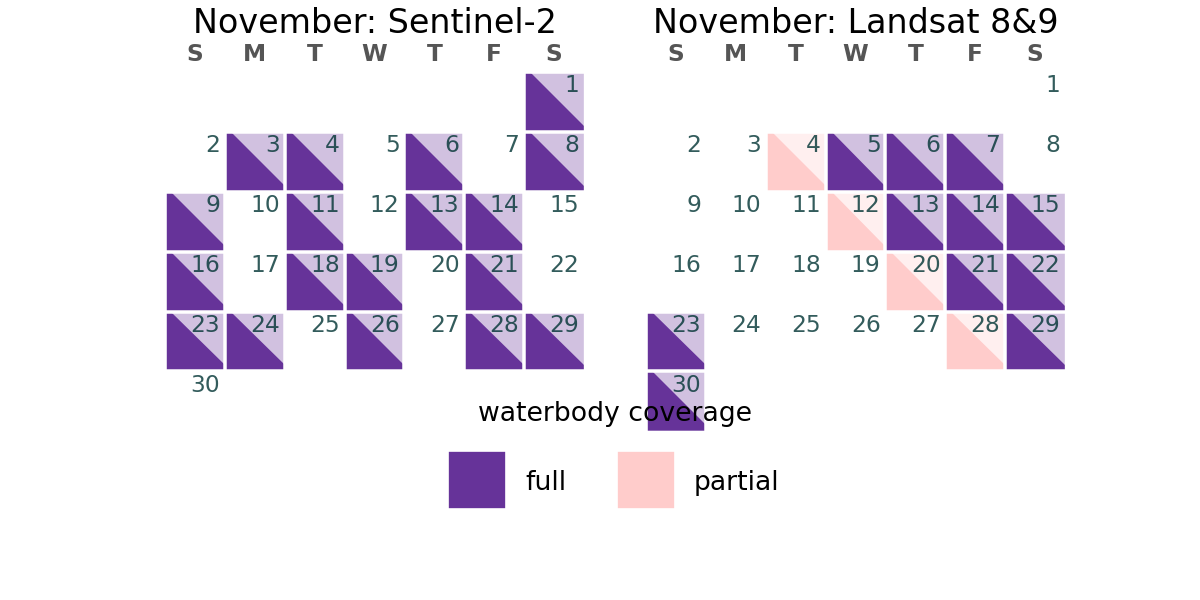 November: Sentinel-2
S M T W T F S
1
2 3 4 5 6 7 8
9 10 11 12 13 14 15
16 17 18 19 20 21 22
23 24 25 26 27 28 29
30
November: Landsat 8&9
S M T W T F S
1
2 3 4 5 6 7 8
9 10 11 12 13 14 15
16 17 18 19 20 21 22
23 24 25 26 27 28 29
30
waterbody coverage
full partial